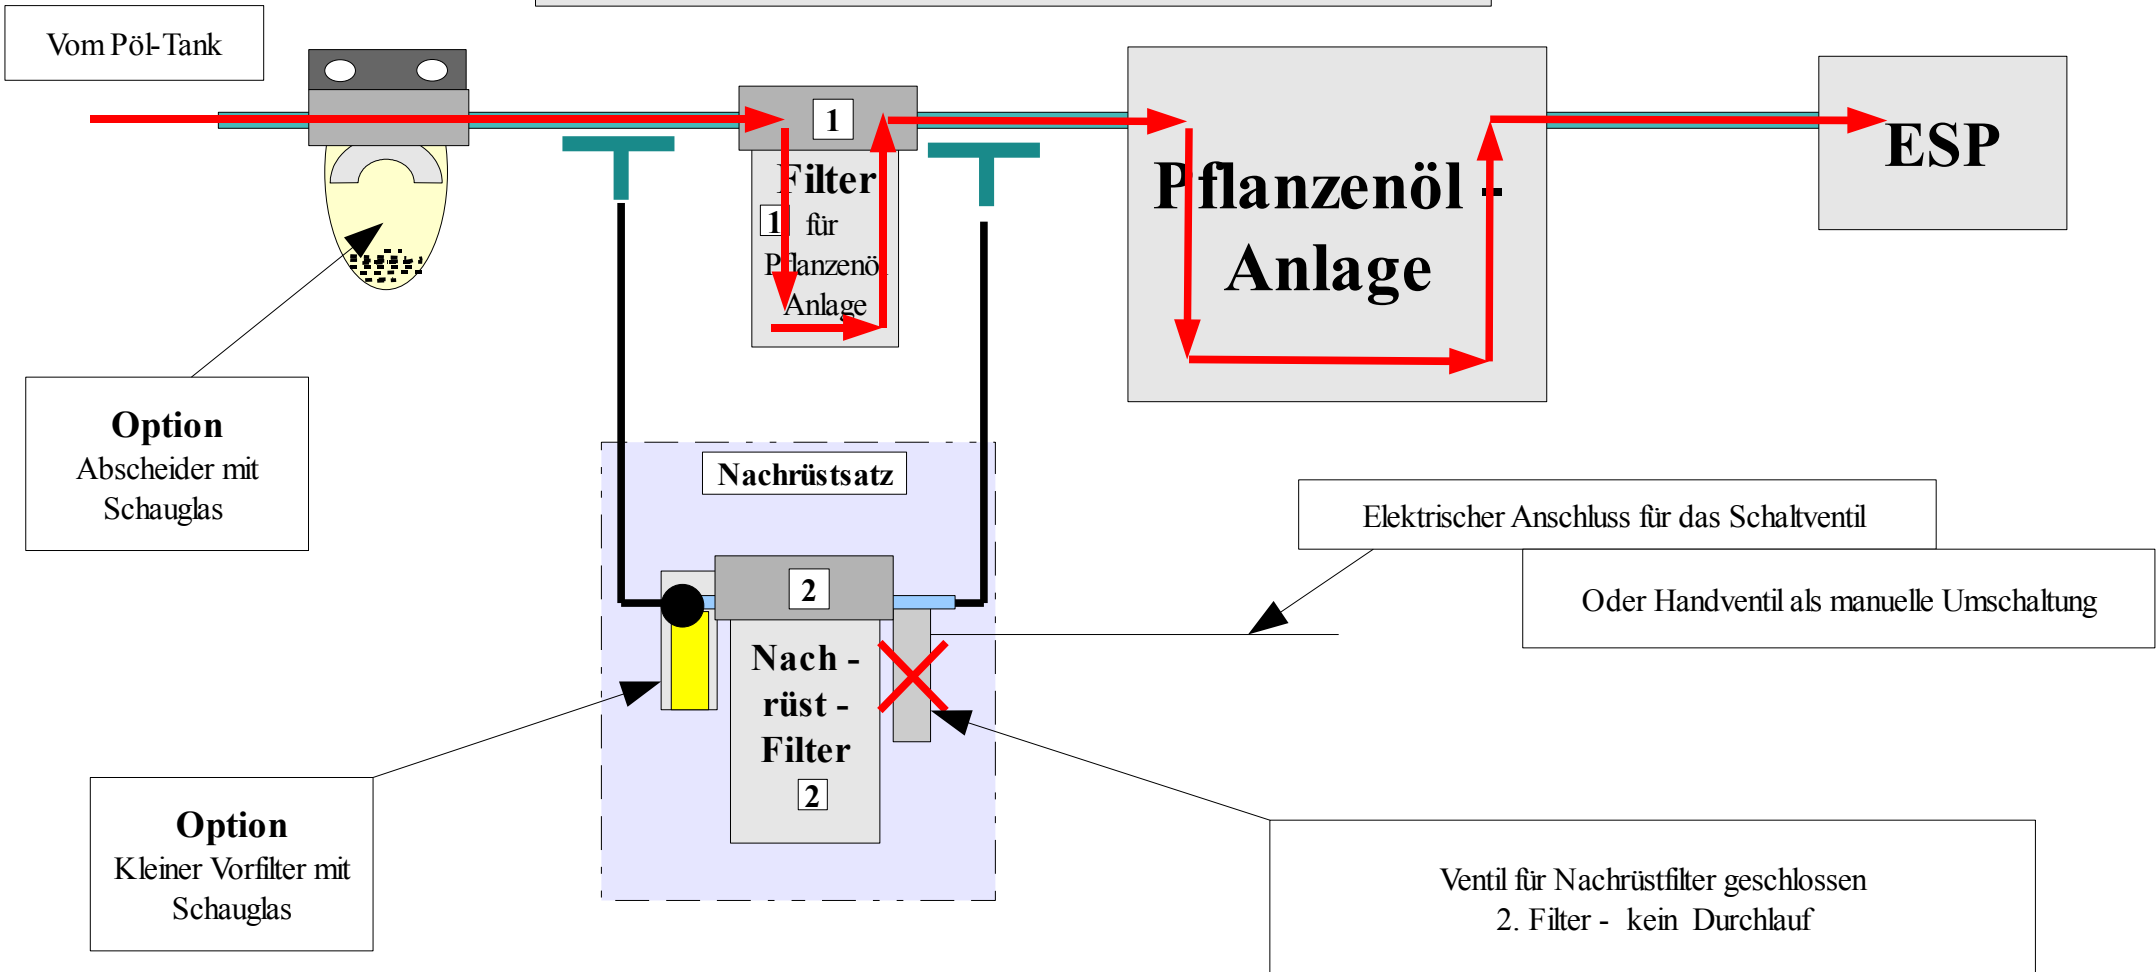 Vom Pöl-Tank
1
Filter
1 für
Pflanzenöl
Anlage
Pflanzenöl -
Anlage
ESP
Option
Abscheider mit
Schauglas
Nachrüstsatz
Elektrischer Anschluss für das Schaltventil
Oder Handventil als manuelle Umschaltung
2
Nach -
rüst -
Filter
2
Option
Kleiner Vorfilter mit
Schauglas
Ventil für Nachrüstfilter geschlossen
2. Filter - kein Durchlauf